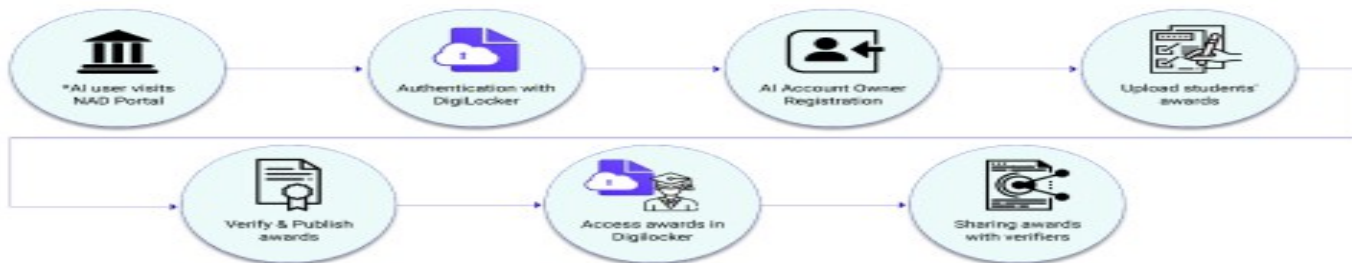 *AI user visits
NAD Portal
Authentication with
DigiLocker
AI Account Owner
Registration
Upload students'
awards
Verify & Publish
awards
Access awards in
Digilocker
Sharing awards
with verifiers